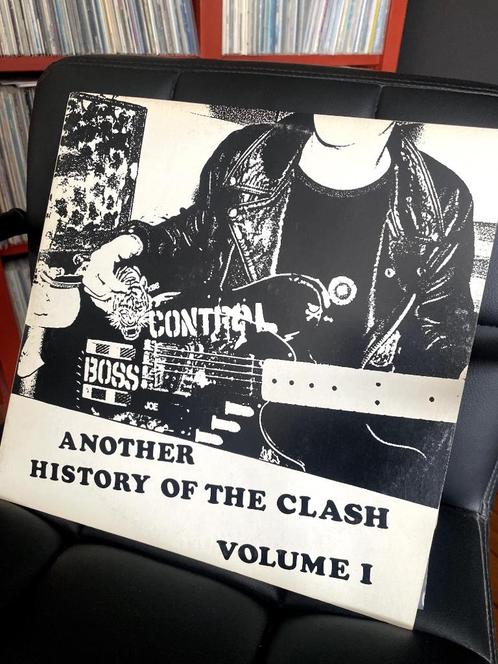 CONTROL
BOSS
JOE
ANOTHER
HISTORY OF THE CLASH
VOLUME I